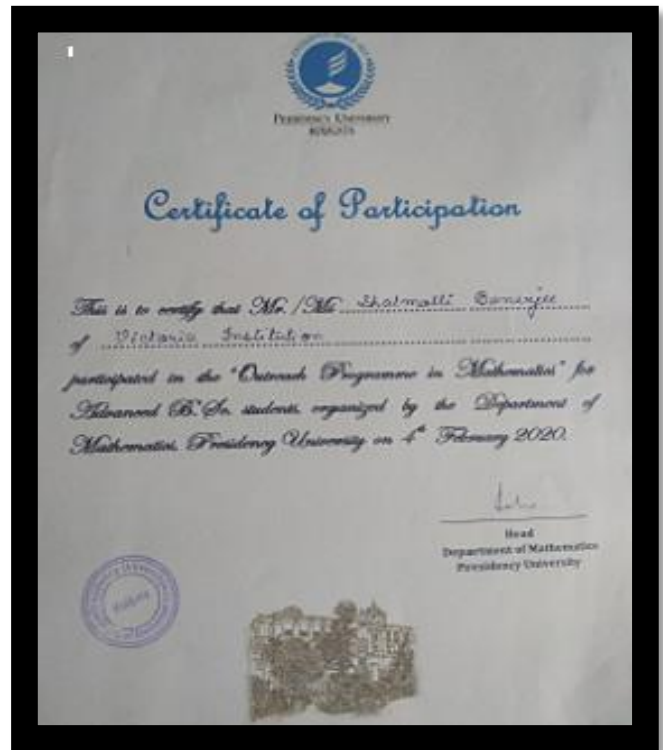 PRESIDENCY UNIVERSITY
KOLKATA
Certificate of Participation
This is to certify that Mr. / Ms Shalmalli Banerjee
of Victoria Institution
participated in the "Outreach Programme in Mathematics" for
Advanced B. Sc. students, organized by the Department of
Mathematics, Presidency University on 4th February 2020.
Head
Department of Mathematics
Presidency University